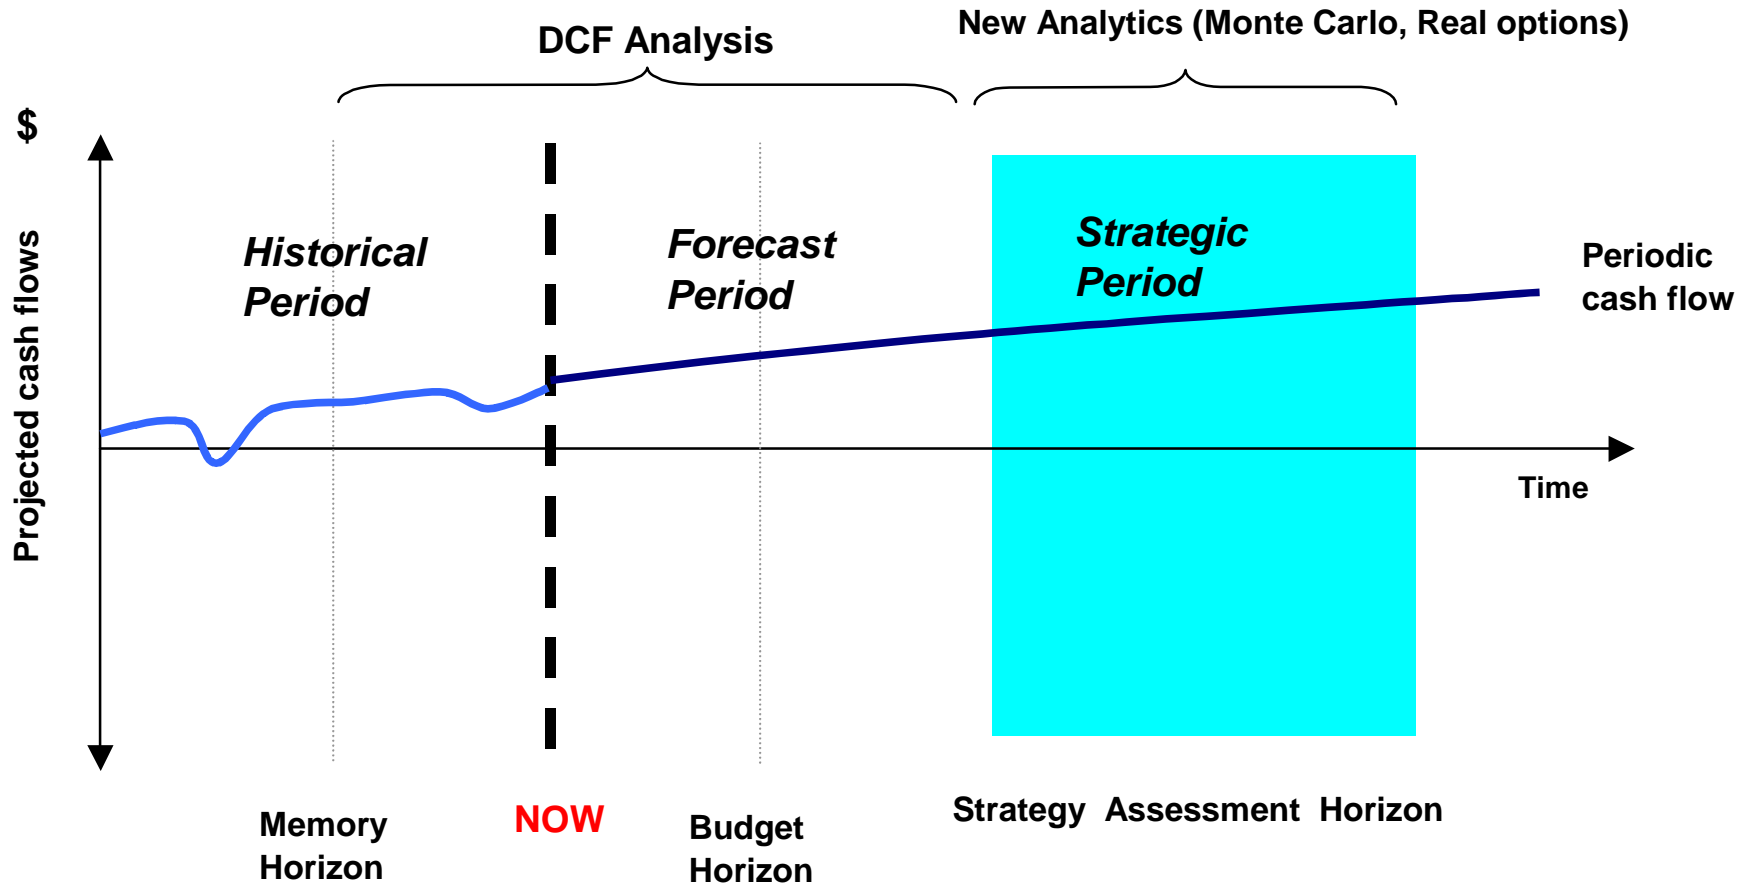 New Analytics (Monte Carlo, Real options)
DCF Analysis
$
Projected cash flows
Historical
Period
Forecast
Period
Strategic
Period
Periodic
cash flow
Time
Memory
Horizon
NOW
Budget
Horizon
Strategy Assessment Horizon